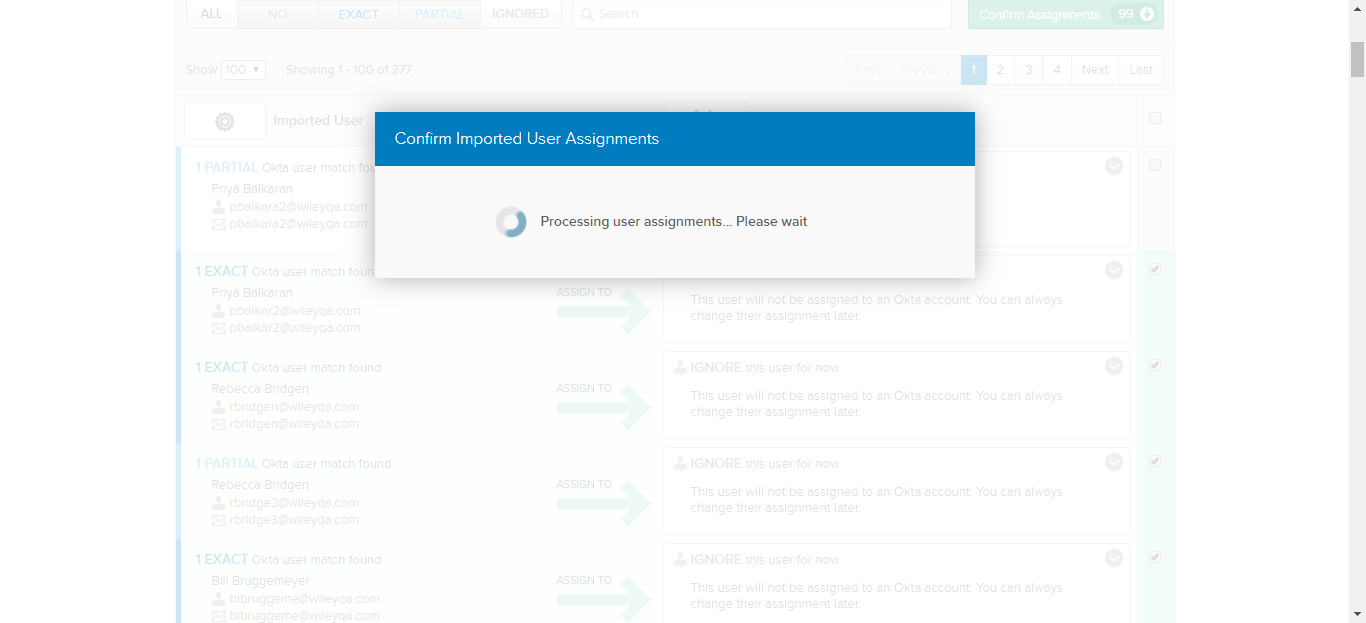 ALL NO EXACT PARTIAL IGNORED Search Confirm Assignments 99
Show 100 Showing 1 - 100 of 377 First Previous 1 2 3 4 Next Last
Imported User
Confirm Imported User Assignments
Processing user assignments... Please wait
1 PARTIAL Okta user match
Priya Balkaran
pbalkara2@wileyqa.com
pbalkara2@wileyqa.com
1 EXACT Okta user match
Priya Balkaran
pbalkar2@wileyqa.com
pbalkar2@wileyqa.com
ASSIGN TO
This user will not be assigned to an Okta account. You can always
change their assignment later.
1 EXACT Okta user match found
Rebecca Bridgen
rbridgen@wileyqa.com
rbridgen@wileyqa.com
ASSIGN TO
IGNORE this user for now
This user will not be assigned to an Okta account. You can always
change their assignment later.
1 PARTIAL Okta user match found
Rebecca Bridgen
rbridge3@wileyqa.com
rbridge3@wileyqa.com
ASSIGN TO
IGNORE this user for now
This user will not be assigned to an Okta account. You can always
change their assignment later.
1 EXACT Okta user match found
Bill Bruggemeyer
blbruggeme@wileyqa.com
blbruggeme@wileyqa.com
ASSIGN TO
IGNORE this user for now
This user will not be assigned to an Okta account. You can always
change their assignment later.